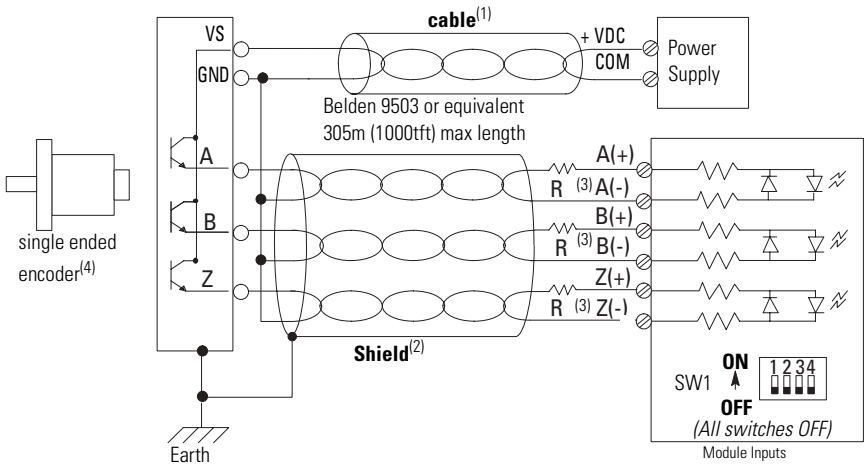 cable(1)
VS
GND
+ VDC
COM
Power
Supply
Belden 9503 or equivalent
305m (1000tft) max length
A
B
Z
A(+)
R (3) A(-)
B(+)
R (3) B(-)
Z(+)
R (3) Z(-)
single ended
encoder(4)
Shield(2)
SW1
ON
OFF
1 2 3 4
(All switches OFF)
Module Inputs
Earth